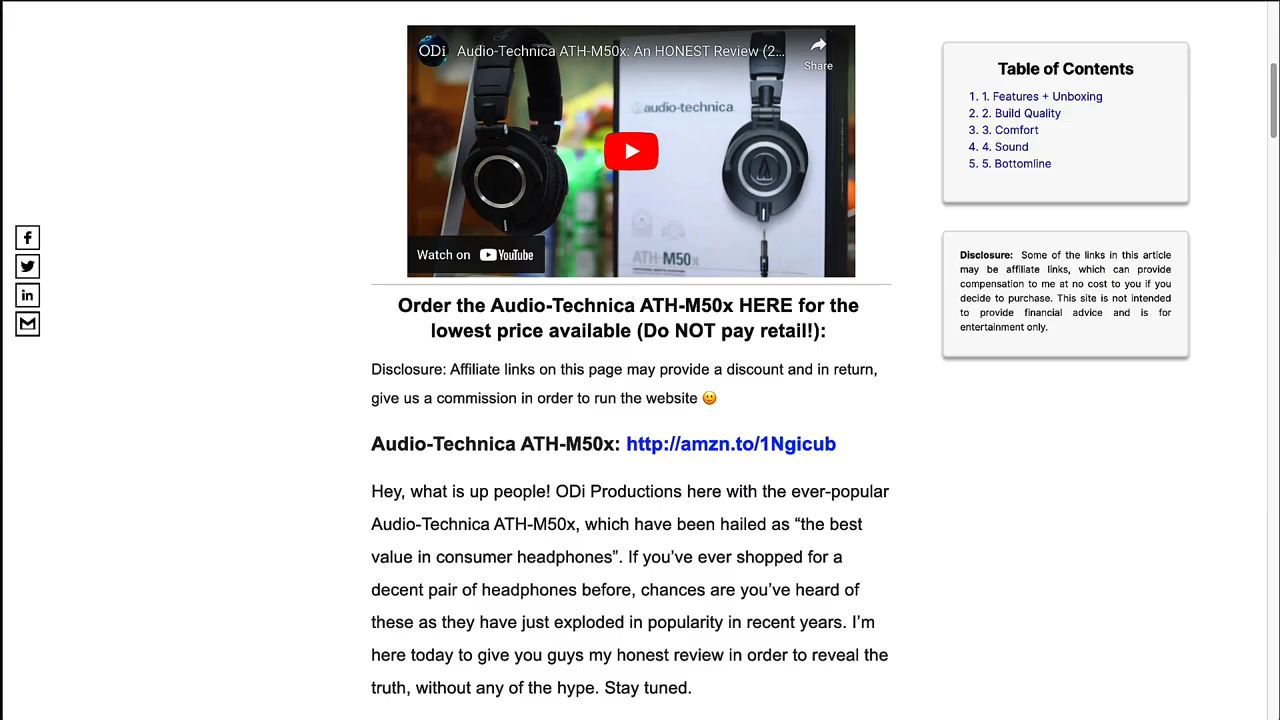 ODi Audio-Technica ATH-M50x: An HONEST Review (2...
Share
audio-technica
ATH-M50x
Watch on YouTube
Order the Audio-Technica ATH-M50x HERE for the
lowest price available (Do NOT pay retail!):
Disclosure: Affiliate links on this page may provide a discount and in return,
give us a commission in order to run the website 🙂
Audio-Technica ATH-M50x: http://amzn.to/1Ngicub
Hey, what is up people! ODi Productions here with the ever-popular
Audio-Technica ATH-M50x, which have been hailed as “the best
value in consumer headphones”. If you’ve ever shopped for a
decent pair of headphones before, chances are you’ve heard of
these as they have just exploded in popularity in recent years. I’m
here today to give you guys my honest review in order to reveal the
truth, without any of the hype. Stay tuned.
Table of Contents
1. 1. Features + Unboxing
2. 2. Build Quality
3. 3. Comfort
4. 4. Sound
5. 5. Bottomline
Disclosure: Some of the links in this article
may be affiliate links, which can provide
compensation to me at no cost to you if you
decide to purchase. This site is not intended
to provide financial advice and is for
entertainment only.